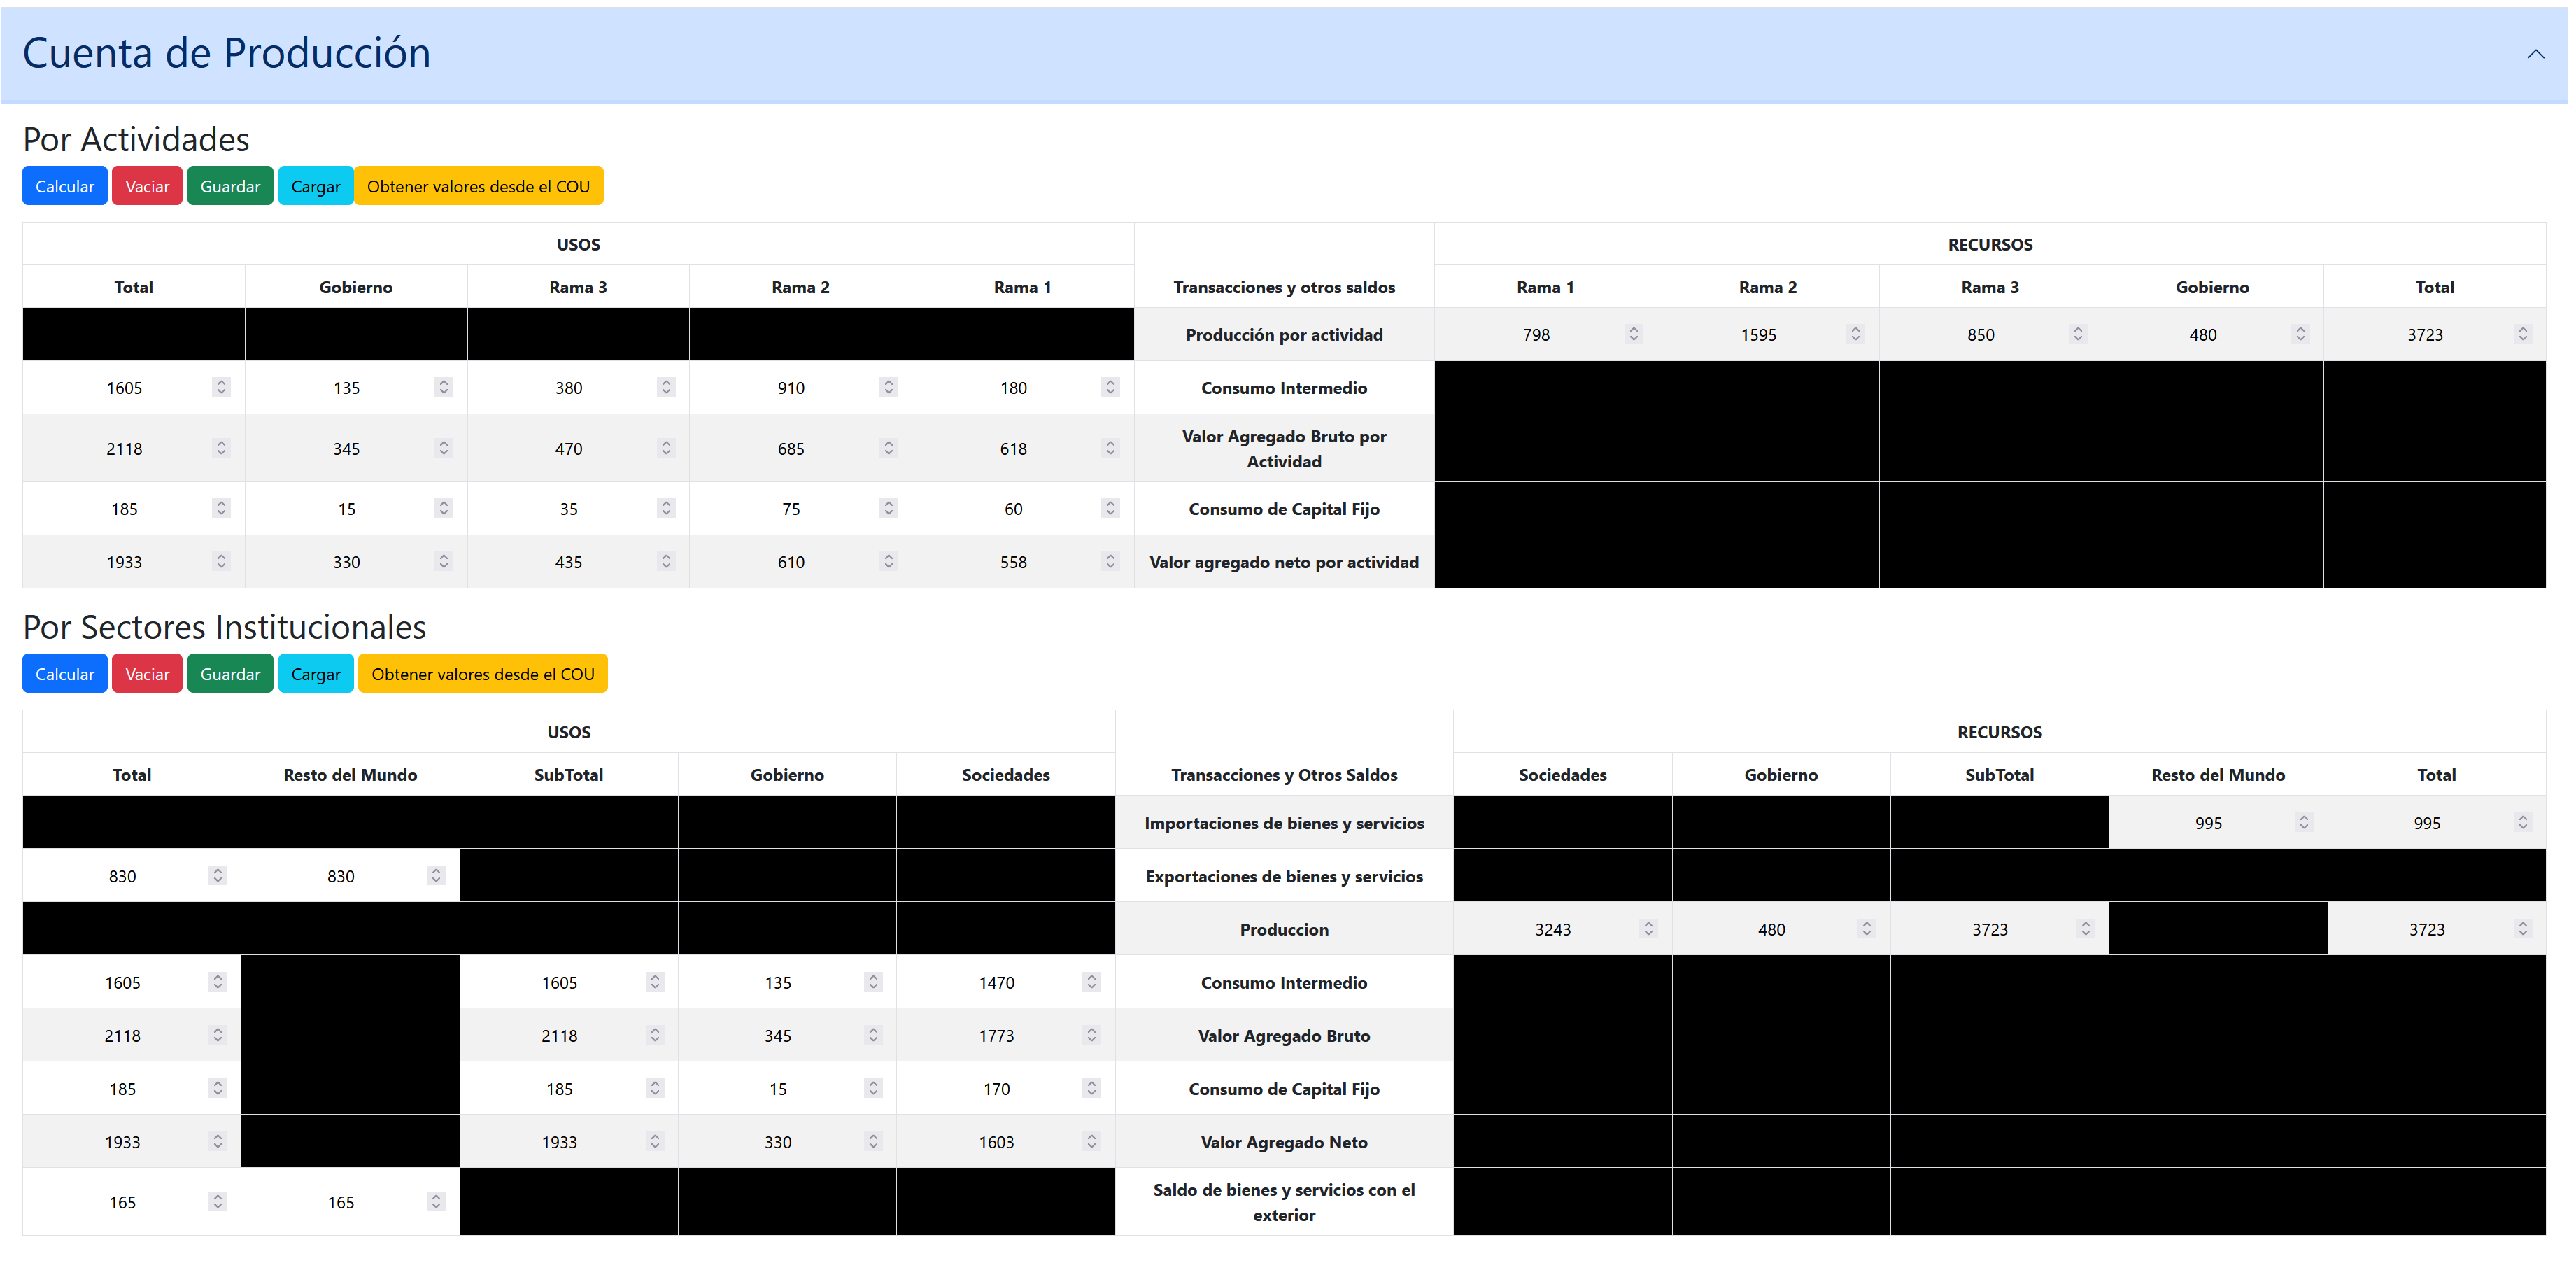 Cuenta de Producción
Por Actividades
Calcular Vaciar Guardar Cargar Obtener valores desde el COU
USOS RECURSOS
Total Gobierno Rama 3 Rama 2 Rama 1 Transacciones y otros saldos Rama 1 Rama 2 Rama 3 Gobierno Total
Producción por actividad 798 1595 850 480 3723
1605 135 380 910 180 Consumo Intermedio
2118 345 470 685 618 Valor Agregado Bruto por
Actividad
185 15 35 75 60 Consumo de Capital Fijo
1933 330 435 610 558 Valor agregado neto por actividad
Por Sectores Institucionales
Calcular Vaciar Guardar Cargar Obtener valores desde el COU
USOS RECURSOS
Total Resto del Mundo SubTotal Gobierno Sociedades Transacciones y Otros Saldos Sociedades Gobierno SubTotal Resto del Mundo Total
Importaciones de bienes y servicios 995 995
830 830 Exportaciones de bienes y servicios
Produccion 3243 480 3723 3723
1605 1605 135 1470 Consumo Intermedio
2118 2118 345 1773 Valor Agregado Bruto
185 185 15 170 Consumo de Capital Fijo
1933 1933 330 1603 Valor Agregado Neto
165 165 Saldo de bienes y servicios con el
exterior